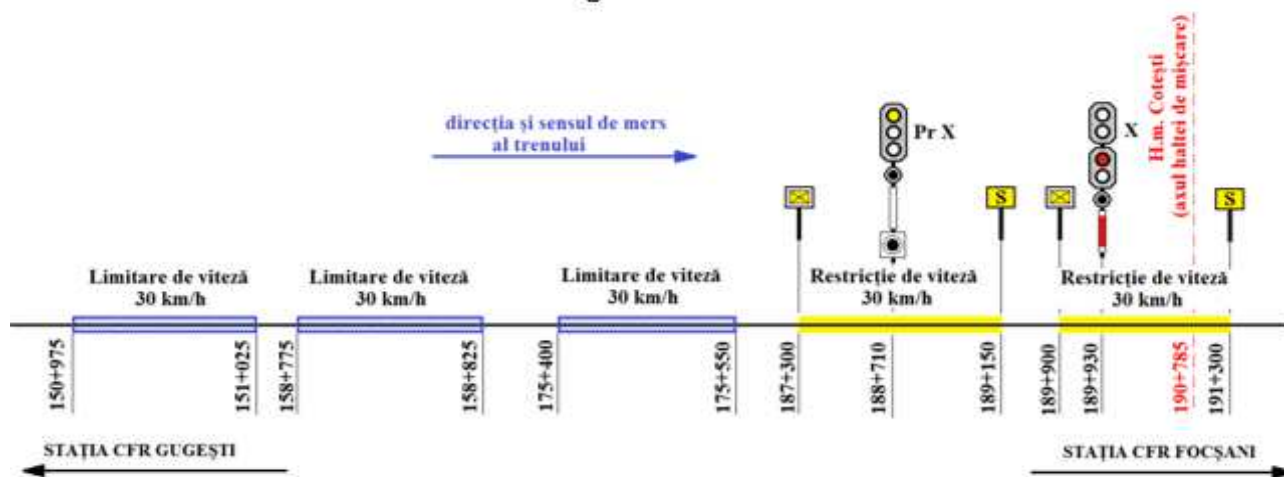 direcția și sensul de mers
al trenului
Pr X
X
H.m. Cotești
(axul haltei de mișcare)
S
S
Limitare de viteză
30 km/h
Limitare de viteză
30 km/h
Limitare de viteză
30 km/h
Restricție de viteză
30 km/h
Restricție de viteză
30 km/h
150+975
151+025
158+775
158+825
175+400
175+550
187+300
188+710
189+150
189+900
189+930
190+785
191+300
STAȚIA CFR GUGEȘTI
STAȚIA CFR FOCȘANI